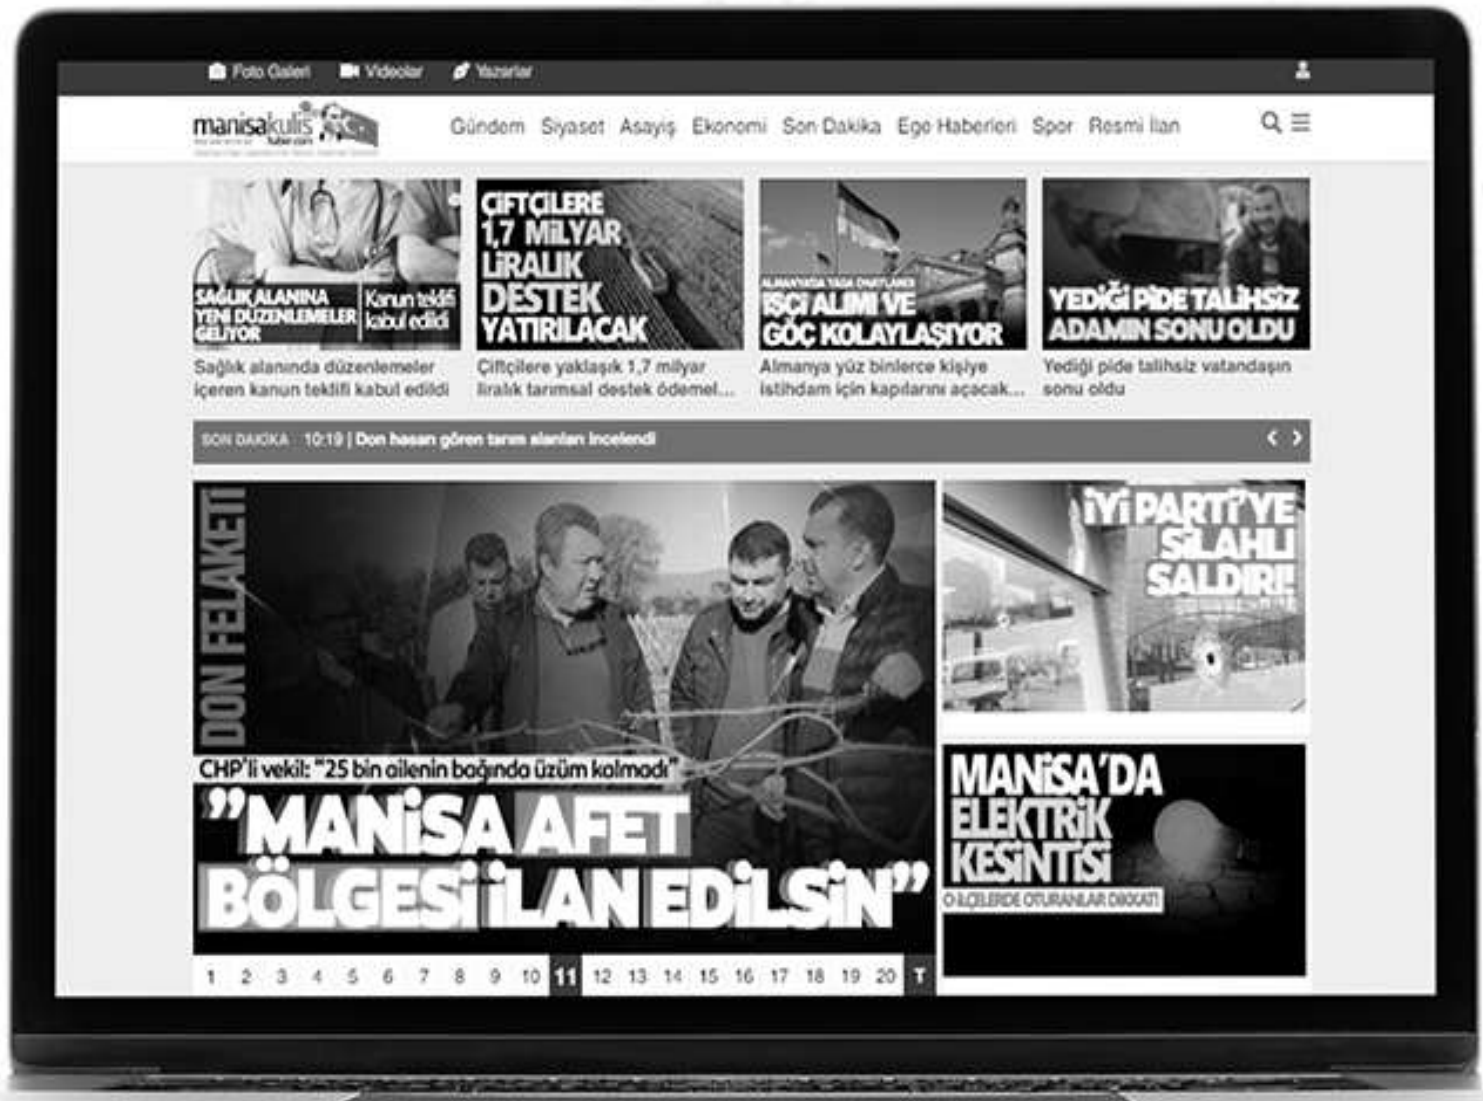 Foto Galeri Videolar Yazarlar
manisakulis
haber.com
Gündem Siyaset Asayiş Ekonomi Son Dakika Ege Haberleri Spor Resmi İlan
SAĞLIK ALANINA
YENİ DÜZENLEMELER
GELİYOR
Kanun teklifi
kabul edildi
Sağlık alanında düzenlemeler
içeren kanun teklifi kabul edildi
ÇİFTÇİLERE
1,7 MİLYAR
LİRALIK
DESTEK
YATIRILACAK
Çiftçilere yaklaşık 1,7 milyar
liralık tarımsal destek ödemel...
ALMANYA'DA YASA ONAYLANDI
İŞÇİ ALIMI VE
GÖÇ KOLAYLAŞIYOR
Almanya yüz binlerce kişiye
istihdam için kapılarını açacak...
YEDİĞİ PİDE TALİHSİZ
ADAMIN SONU OLDU
Yediği pide talihsiz vatandaşın
sonu oldu
SON DAKİKA 10:19 | Don hasarı gören tarım alanları incelendi
DON FELAKETİ
CHP'li vekil: "25 bin ailenin bağında üzüm kalmadı"
"MANİSA AFET
BÖLGESİ İLAN EDİLSİN"
1 2 3 4 5 6 7 8 9 10 11 12 13 14 15 16 17 18 19 20 T
İYİ PARTİ'YE
SİLAHLI
SALDIRI!
MANİSA'DA
ELEKTRİK
KESİNTİSİ
O İLÇELERDE OTURANLAR DİKKAT!